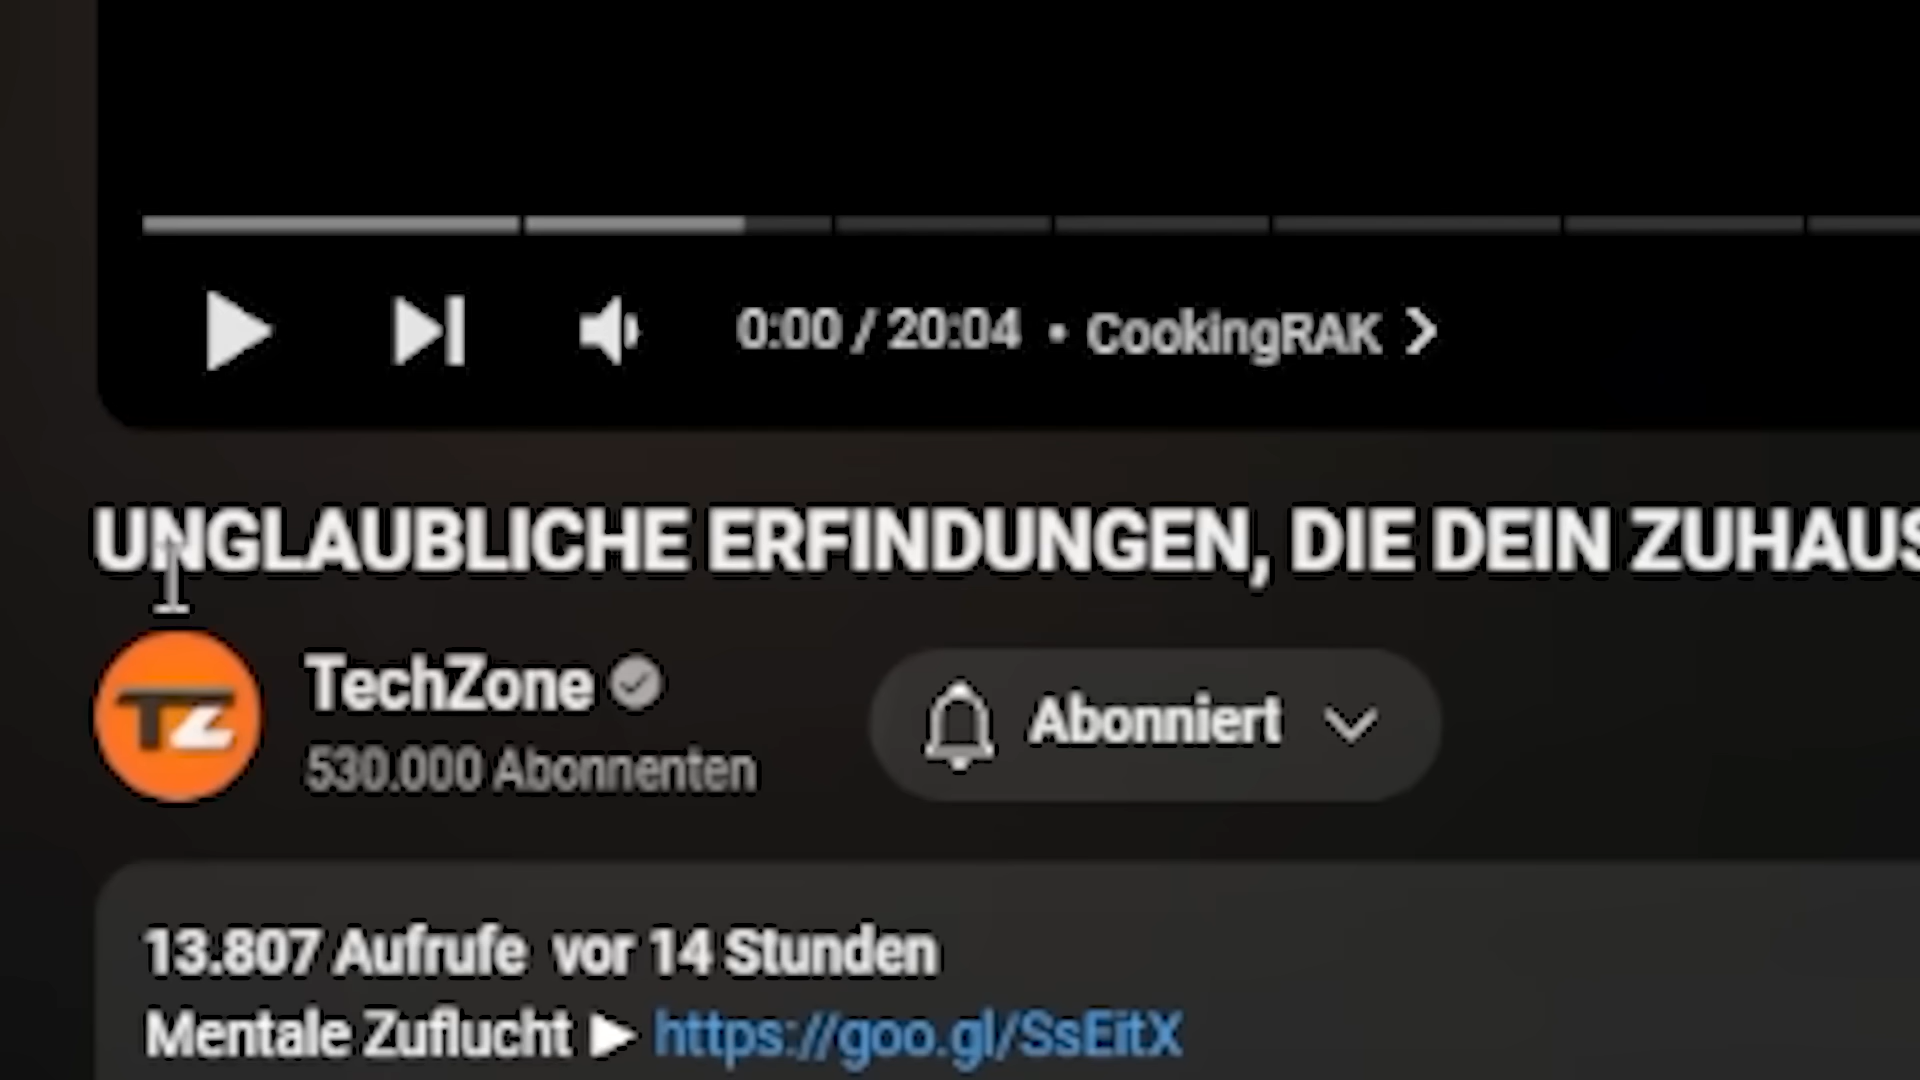 0:00 / 20:04 • CookingRAK
UNGLAUBLICHE ERFINDUNGEN, DIE DEIN ZUHAUS
TZ
TechZone
530.000 Abonnenten
Abonniert
13.807 Aufrufe vor 14 Stunden
Mentale Zuflucht ▶ https://goo.gl/SsEitX